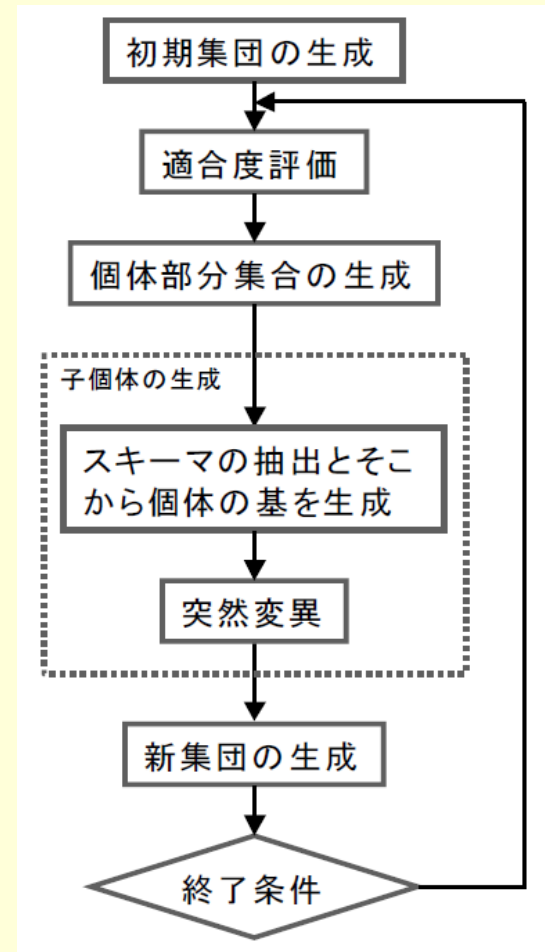 初期集団の生成
適合度評価
個体部分集合の生成
子個体の生成
スキーマの抽出とそこ
から個体の基を生成
突然変異
新集団の生成
終了条件